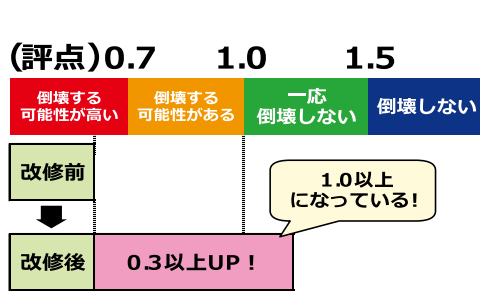 (評点)0.7 1.0 1.5
倒壊する
可能性が高い
倒壊する
可能性がある
一応
倒壊しない
倒壊しない
改修前
1.0以上
になっている!
改修後
0.3以上UP!